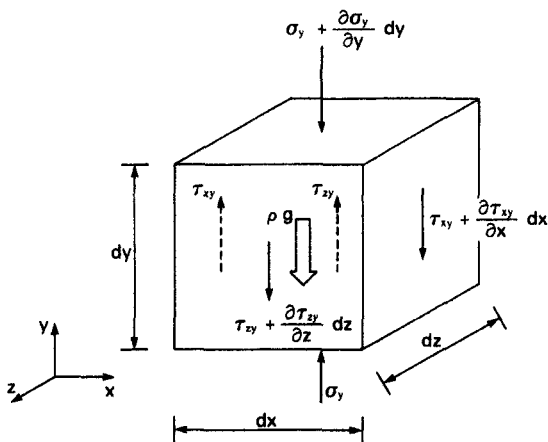 σy + ∂σy/∂y dy
τxy
τzy
ρ g
τxy + ∂τxy/∂x dx
dy
τzy + ∂τzy/∂z dz
dz
y
z
x
σy
dx